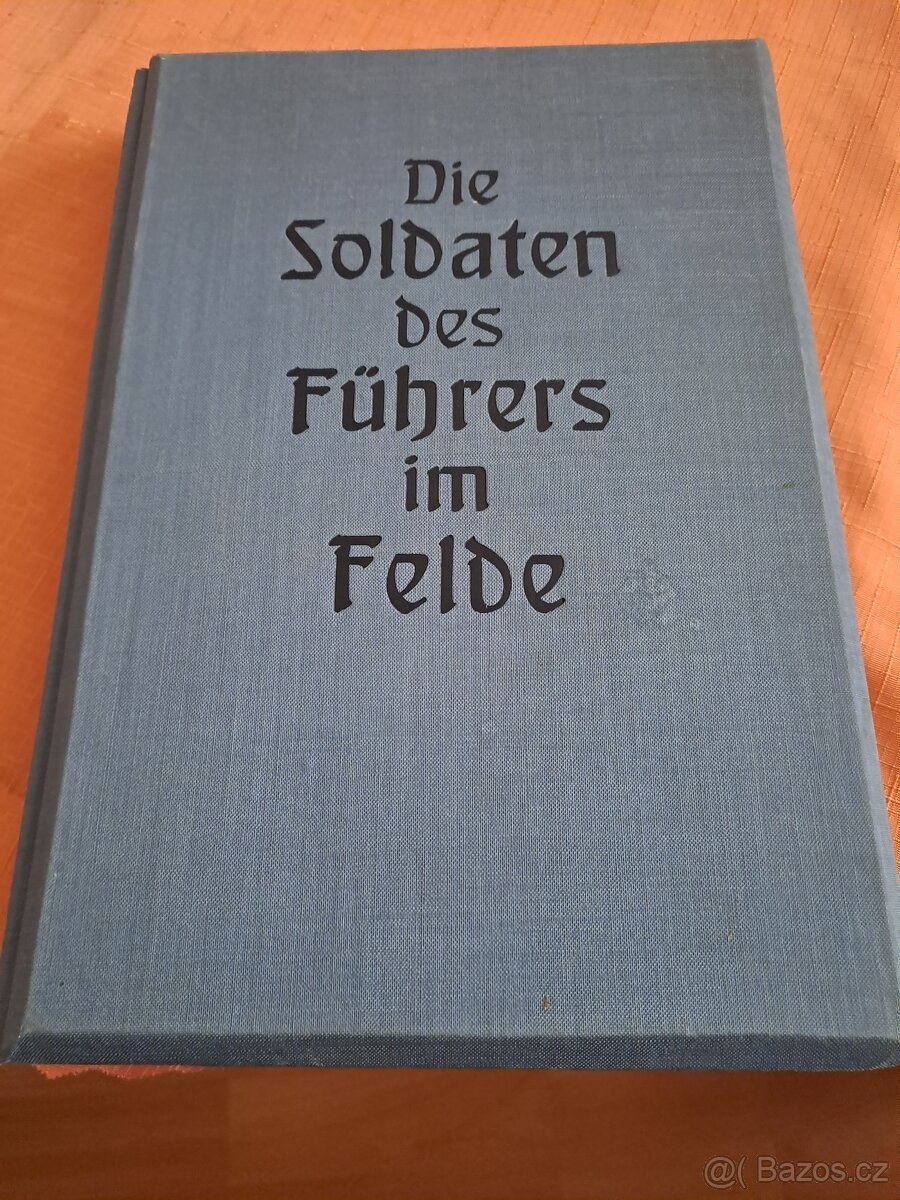 Die
Soldaten
des
Führers
im
Felde
@( Bazos.cz